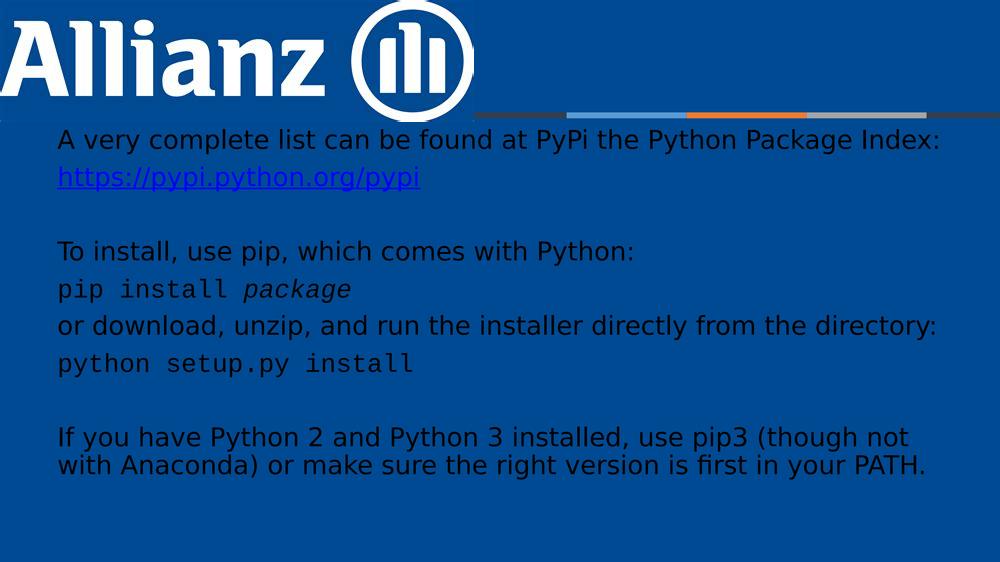 Allianz
A very complete list can be found at PyPi the Python Package Index:
https://pypi.python.org/pypi
To install, use pip, which comes with Python:
pip install package
or download, unzip, and run the installer directly from the directory:
python setup.py install
If you have Python 2 and Python 3 installed, use pip3 (though not
with Anaconda) or make sure the right version is first in your PATH.